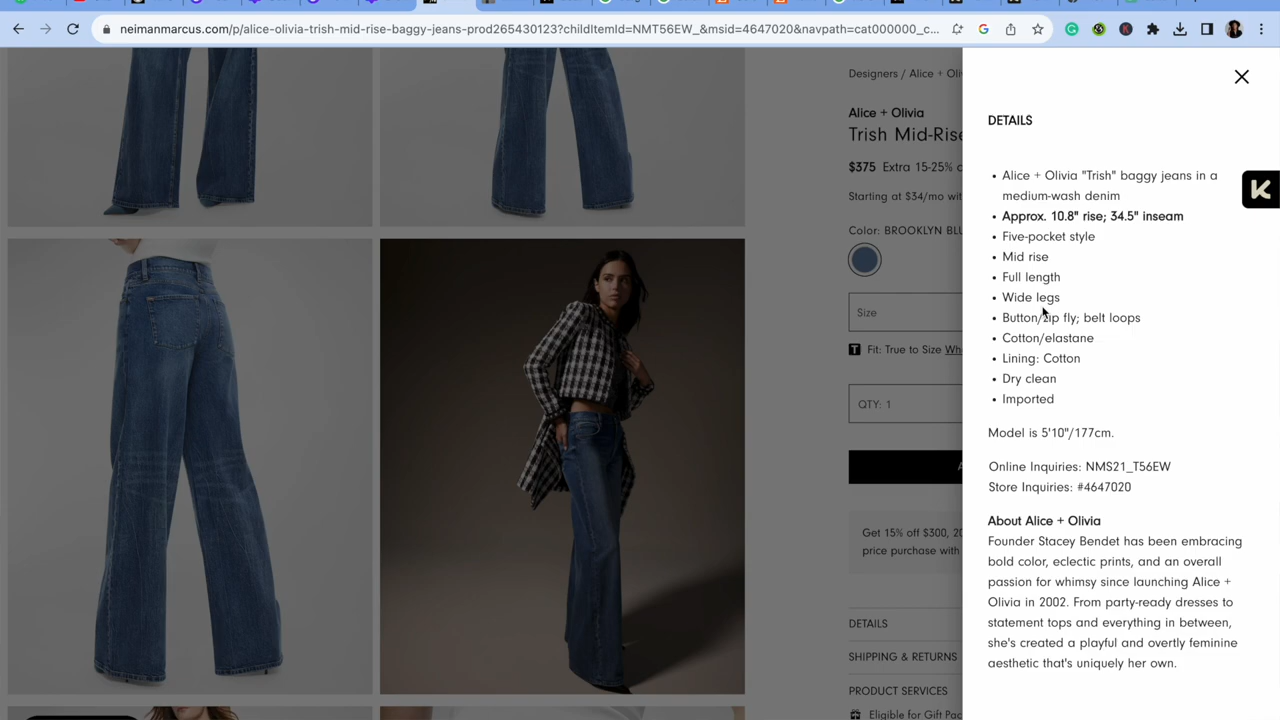 neimanmarcus.com/p/alice-olivia-trish-mid-rise-baggy-jeans-prod265430123?childItemId=NMT56EW_&msid=4647020&navpath=cat000000_c...
Designers / Alice + Oli
Alice + Olivia
Trish Mid-Rise
$375 Extra 15-25%
Starting at $34/mo wit
Color: BROOKLYN BLU
Size
T Fit: True to Size Wh
QTY: 1
Get 15% off $300, 20
price purchase with
DETAILS
SHIPPING & RETURNS
PRODUCT SERVICES
Eligible for Gift Pac
DETAILS
• Alice + Olivia "Trish" baggy jeans in a
medium-wash denim
• Approx. 10.8" rise; 34.5" inseam
• Five-pocket style
• Mid rise
• Full length
• Wide legs
• Button/zip fly; belt loops
• Cotton/elastane
• Lining: Cotton
• Dry clean
• Imported
Model is 5'10"/177cm.
Online Inquiries: NMS21_T56EW
Store Inquiries: #4647020
About Alice + Olivia
Founder Stacey Bendet has been embracing
bold color, eclectic prints, and an overall
passion for whimsy since launching Alice +
Olivia in 2002. From party-ready dresses to
statement tops and everything in between,
she's created a playful and overtly feminine
aesthetic that's uniquely her own.